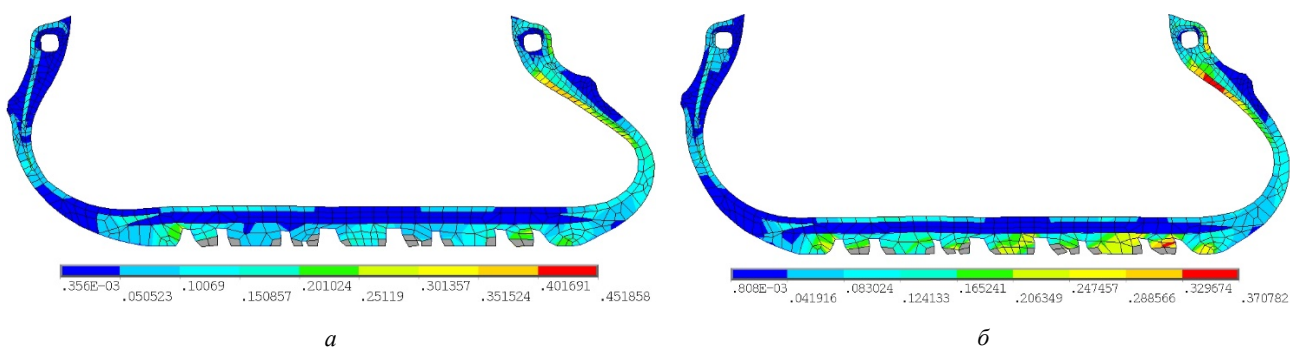 .356E-03 .10069 .201024 .301357 .401691
.050523 .150857 .25119 .351524 .451858
.808E-03 .083024 .165241 .247457 .329674
.041916 .124133 .206349 .288566 .370782
а б